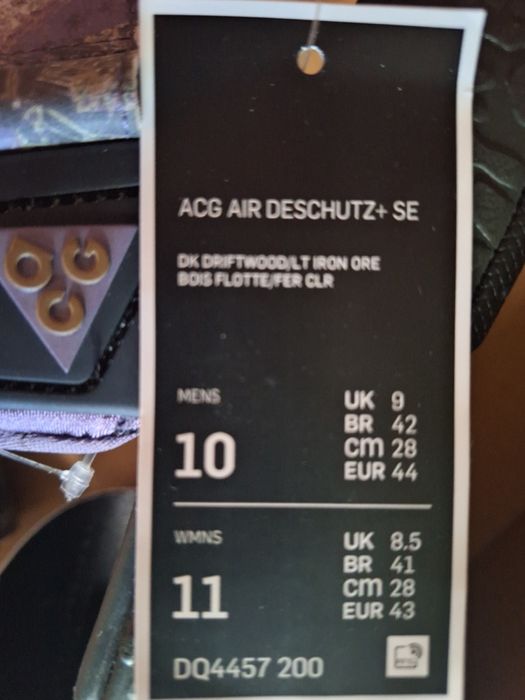 ACG
ACG AIR DESCHUTZ+ SE
DK DRIFTWOOD/LT IRON ORE
BOIS FLOTTE/FER CLR
MENS
10
UK 9
BR 42
cm 28
EUR 44
WMNS
11
UK 8.5
BR 41
cm 28
EUR 43
DQ4457 200